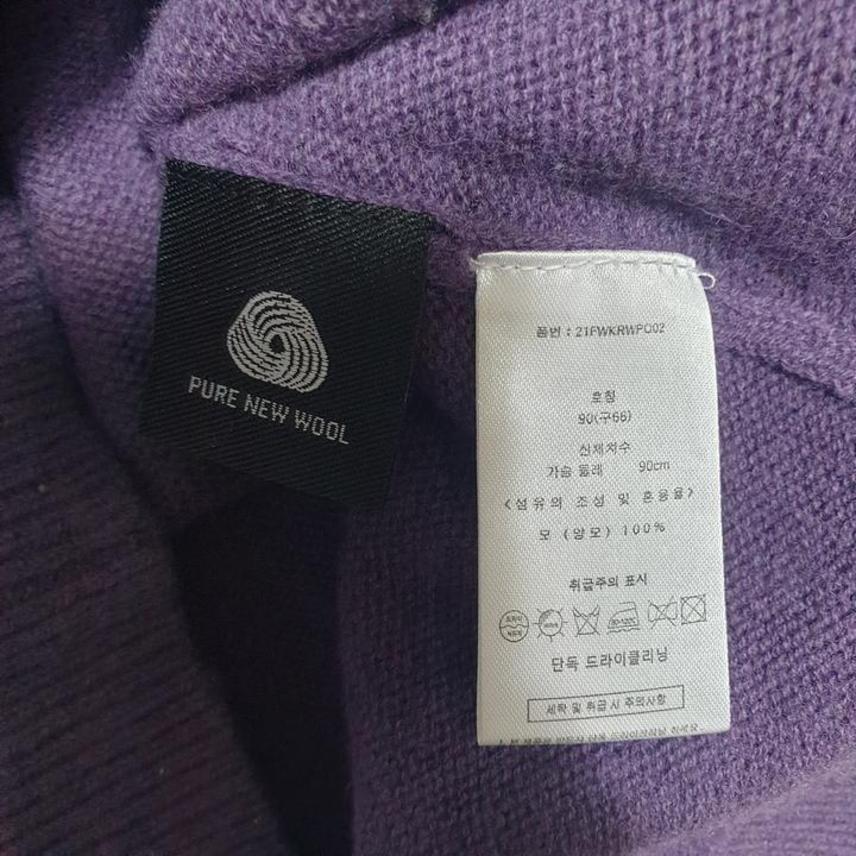 PURE NEW WOOL
품번 : 21FWKRWPO02
호칭
90(구66)
신체치수
가슴 둘레 90cm
<섬유의 조성 및 혼용율>
모 (양모) 100%
취급주의 표시
80-120℃
단독 드라이클리닝
세탁 및 취급 시 주의사항